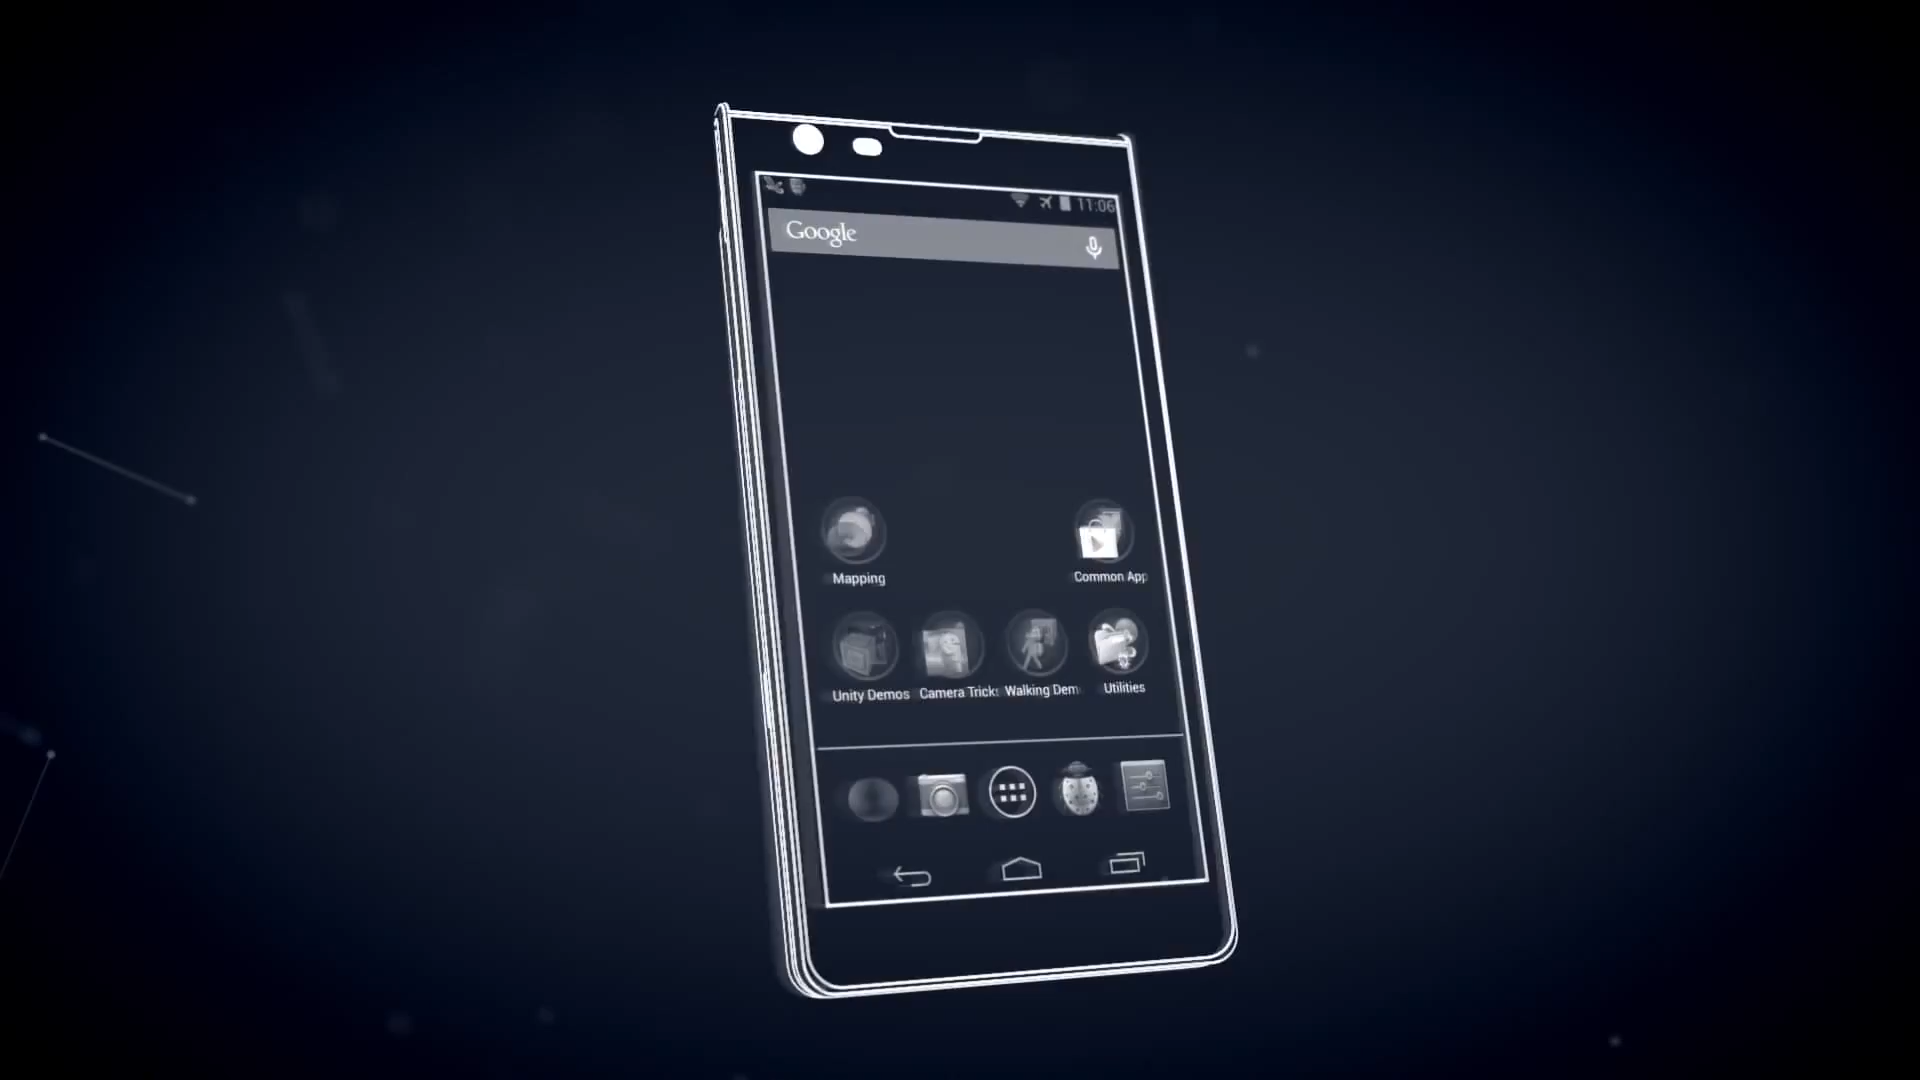 11:06
Google
Mapping
Common App
Unity Demos
Camera Trick
Walking Dem
Utilities